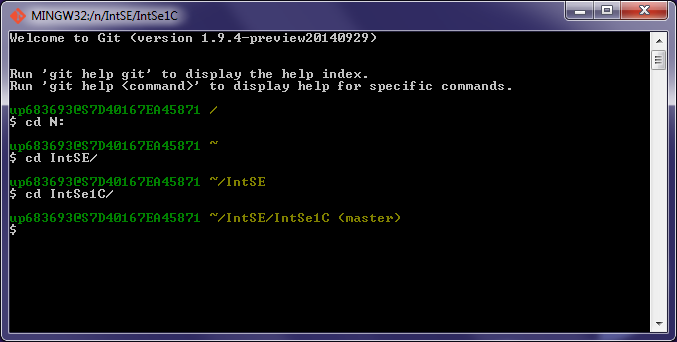 MINGW32:/n/IntSE/IntSe1C
Welcome to Git (version 1.9.4-preview20140929)
Run 'git help git' to display the help index.
Run 'git help <command>' to display help for specific commands.
up683693@S7D40167EA45871 /
$ cd N:
up683693@S7D40167EA45871 ~
$ cd IntSE/
up683693@S7D40167EA45871 ~/IntSE
$ cd IntSe1C/
up683693@S7D40167EA45871 ~/IntSE/IntSe1C (master)
$